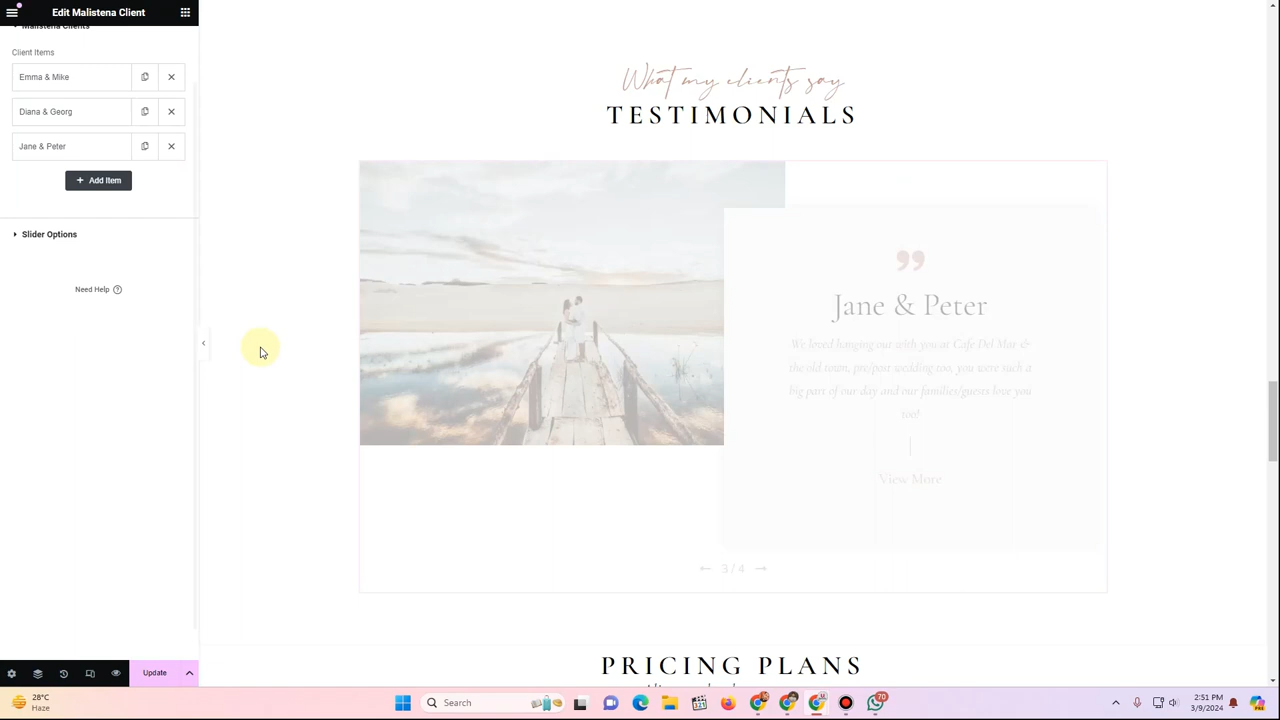 Edit Malistena Client
Malistena Clients
Client Items
Emma & Mike
Diana & Georg
Jane & Peter
+ Add Item
Slider Options
Need Help ?
Update
What my clients say
TESTIMONIALS
Jane & Peter
We loved hanging out with you at Cafe Del Mar &
the old town, pre/post wedding too, you were such a
big part of our day and our families/guests love you
too!
View More
3 / 4
PRICING PLANS
28°C
Haze
Search
70
2:51 PM
3/9/2024